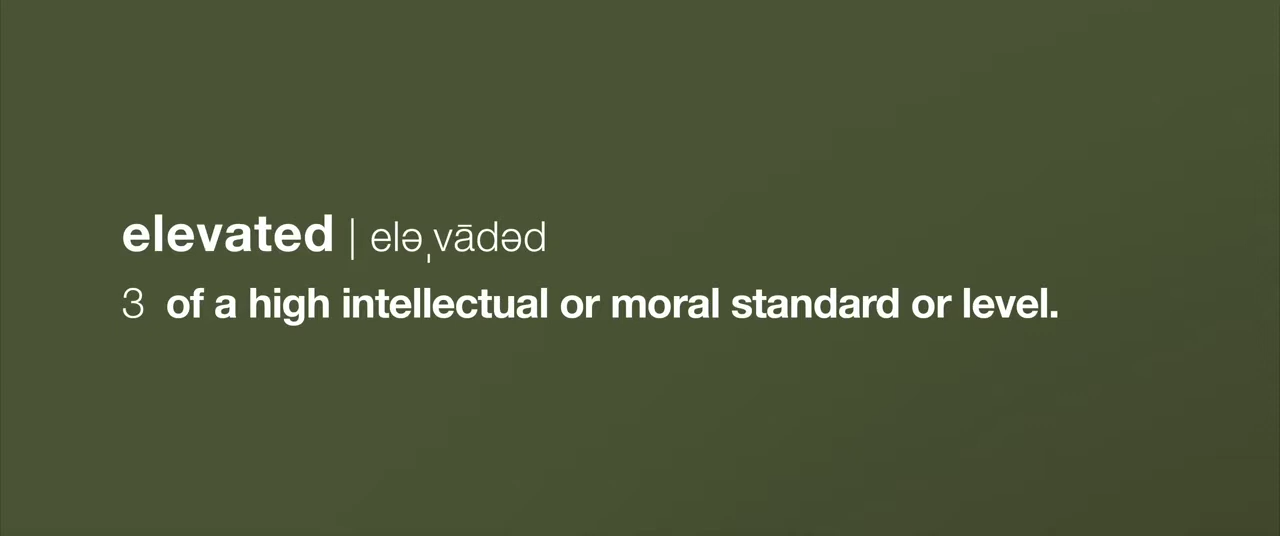 elevated | eləˌvādəd
3 of a high intellectual or moral standard or level.